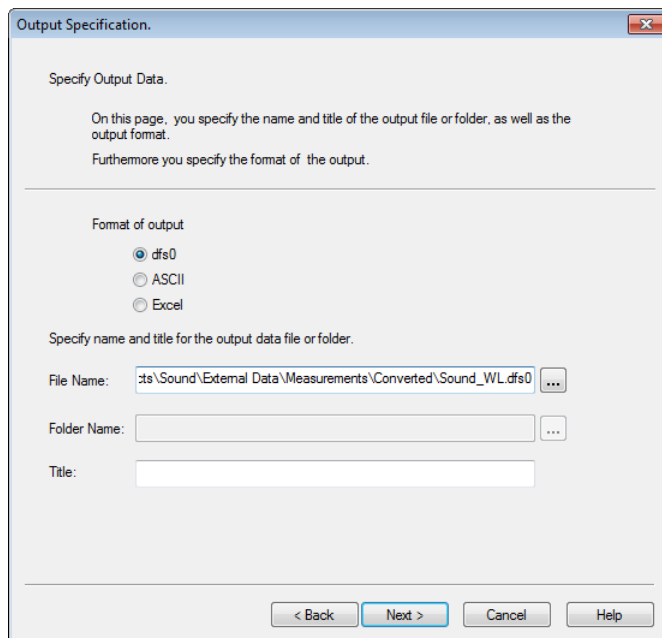 Output Specification.
Specify Output Data.
On this page, you specify the name and title of the output file or folder, as well as the
output format.
Furthermore you specify the format of the output.
Format of output
dfs0
ASCII
Excel
Specify name and title for the output data file or folder.
File Name: cts\Sound\External Data\Measurements\Converted\Sound_WL.dfs0 ...
Folder Name: ...
Title:
< Back Next > Cancel Help